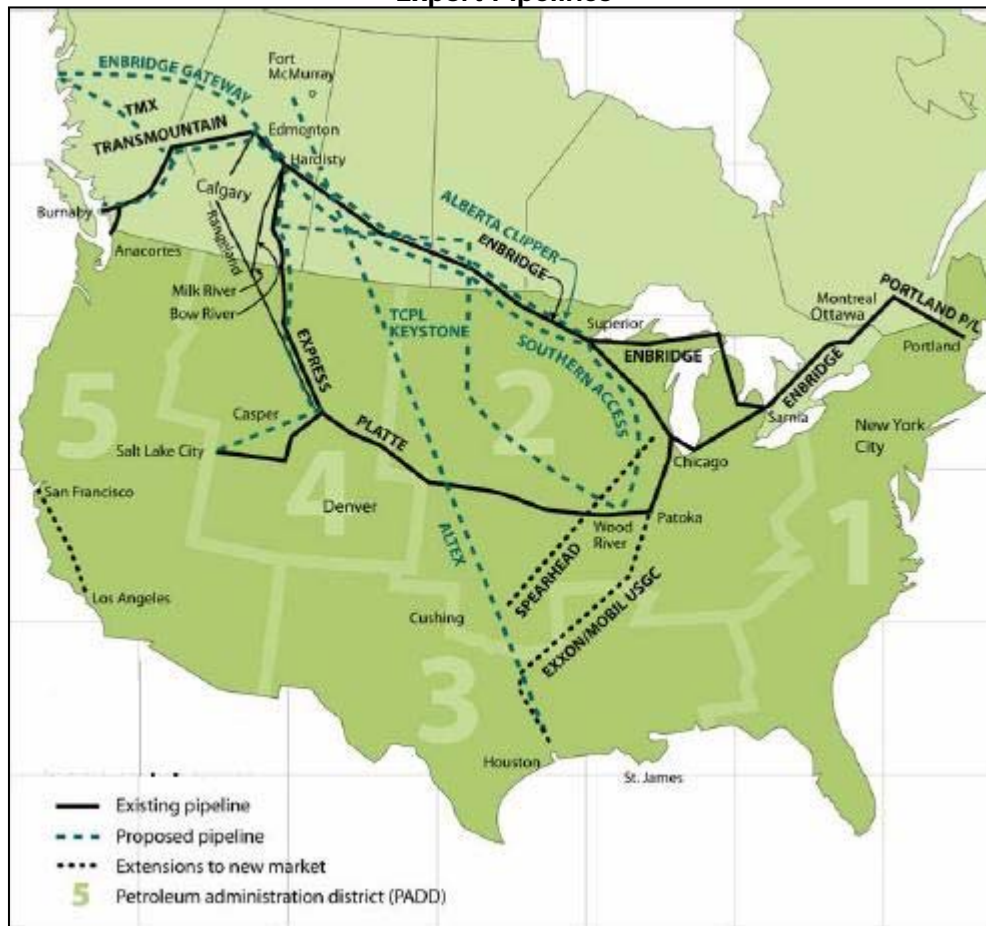 Export Pipelines
ENBRIDGE GATEWAY
Fort
McMurray
TMX
TRANSMOUNTAIN
Edmonton
Hardisty
Calgary
Burnaby
Rangeland
Anacortes
ALBERTA CLIPPER
ENBRIDGE
Milk River
Bow River
Superior
Montreal
Ottawa
PORTLAND P/L
Portland
TCPL
KEYSTONE
EXPRESS
SOUTHERN ACCESS
ENBRIDGE
ENBRIDGE
Sarnia
5
2
Casper
PLATTE
New York
City
Salt Lake City
Chicago
4
San Francisco
Denver
Wood
River
Patoka
1
ALTEX
SPEARHEAD
EXXON/MOBIL USGC
Los Angeles
Cushing
3
Houston
St. James
Existing pipeline
Proposed pipeline
Extensions to new market
5 Petroleum administration district (PADD)